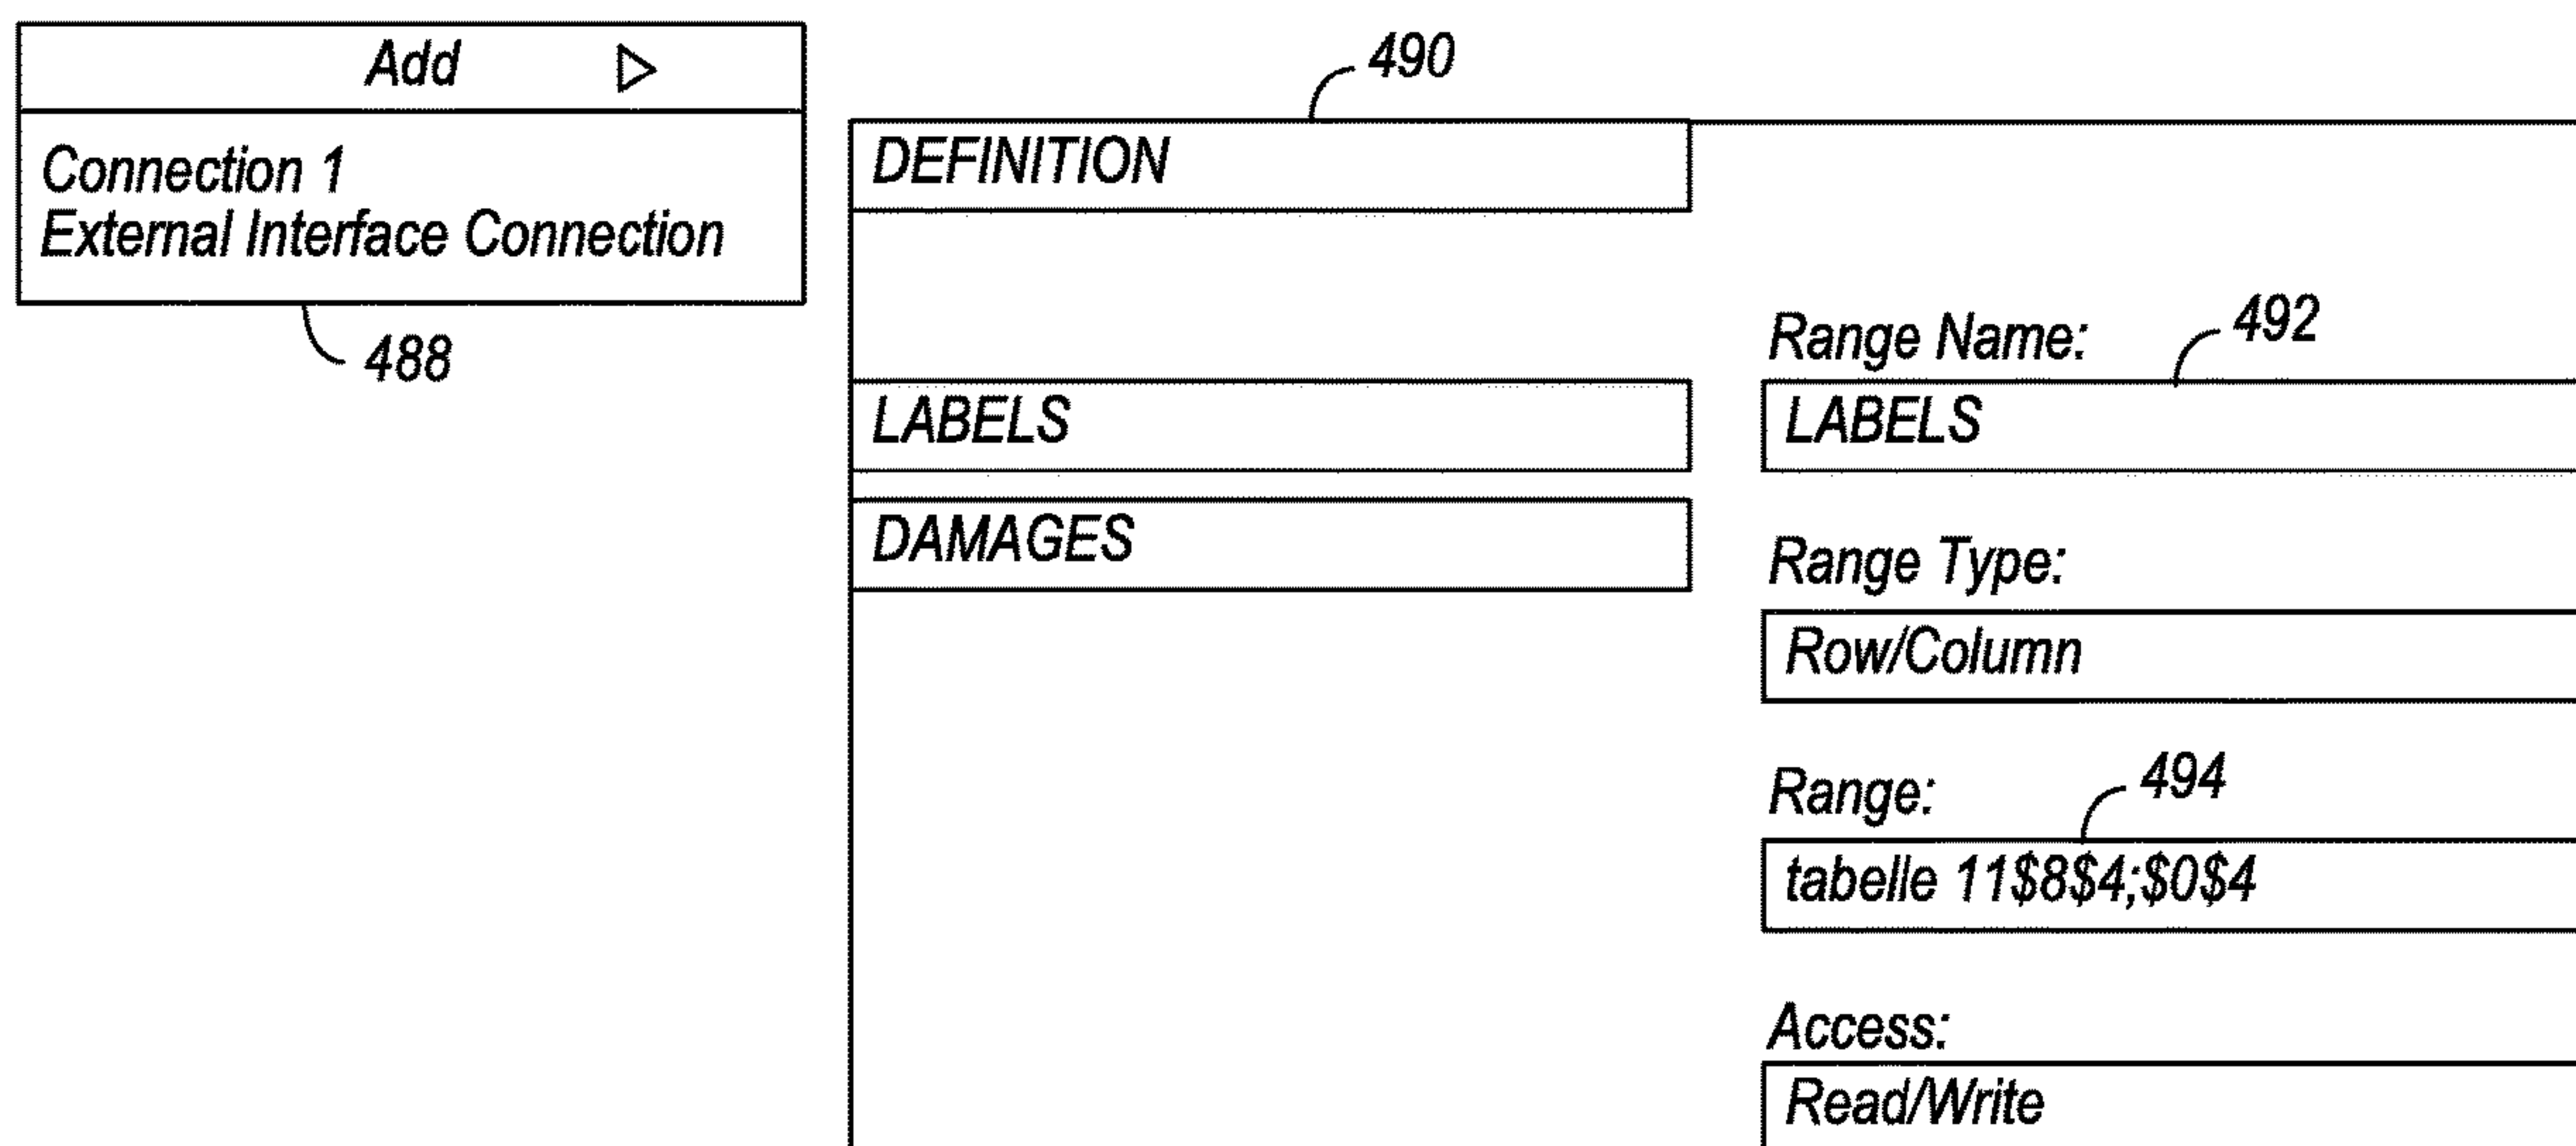 Add
Connection 1
External Interface Connection
488
490
DEFINITION
LABELS
DAMAGES
Range Name:
492
LABELS
Range Type:
Row/Column
Range:
494
tabelle 11$8$4;$0$4
Access:
Read/Write